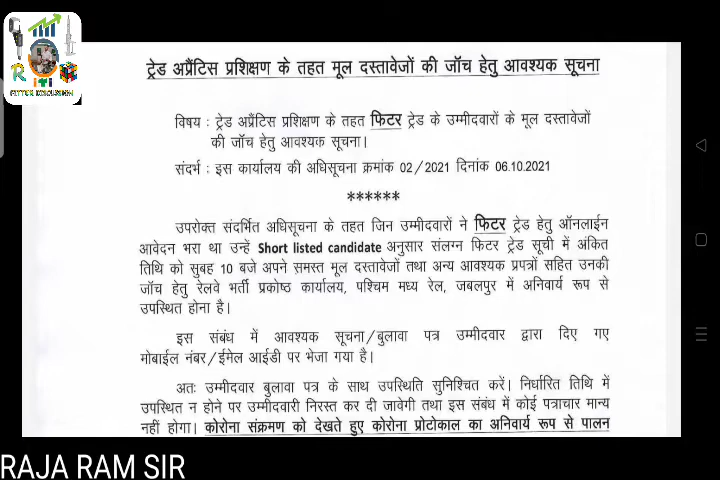 R iTi
FITTER EDUCATION
ट्रेड अप्रैंटिस प्रशिक्षण के तहत मूल दस्तावेजों की जॉच हेतु आवश्यक सूचना
विषय : ट्रेड अप्रैंटिस प्रशिक्षण के तहत फिटर ट्रेड के उम्मीदवारों के मूल दस्तावेजों
की जॉच हेतु आवश्यक सूचना।
संदर्भ : इस कार्यालय की अधिसूचना क्रमांक 02/2021 दिनांक 06.10.2021
******
उपरोक्त संदर्भित अधिसूचना के तहत जिन उम्मीदवारों ने फिटर ट्रेड हेतु ऑनलाईन
आवेदन भरा था उन्हें Short listed candidate अनुसार संलग्न फिटर ट्रेड सूची में अंकित
तिथि को सुबह 10 बजे अपने समस्त मूल दस्तावेजों तथा अन्य आवश्यक प्रपत्रों सहित उनकी
जॉच हेतु रेलवे भर्ती प्रकोष्ठ कार्यालय, पश्चिम मध्य रेल, जबलपुर में अनिवार्य रूप से
उपस्थित होना है।
इस संबंध में आवश्यक सूचना/बुलावा पत्र उम्मीदवार द्वारा दिए गए
मोबाईल नंबर/ईमेल आईडी पर भेजा गया है।
अतः उम्मीदवार बुलावा पत्र के साथ उपस्थिति सुनिश्चित करें। निर्धारित तिथि में
उपस्थित न होने पर उम्मीदवारी निरस्त कर दी जावेगी तथा इस संबंध में कोई पत्राचार मान्य
नहीं होगा। कोरोना संक्रमण को देखते हुए कोरोना प्रोटोकाल का अनिवार्य रूप से पालन
RAJA RAM SIR